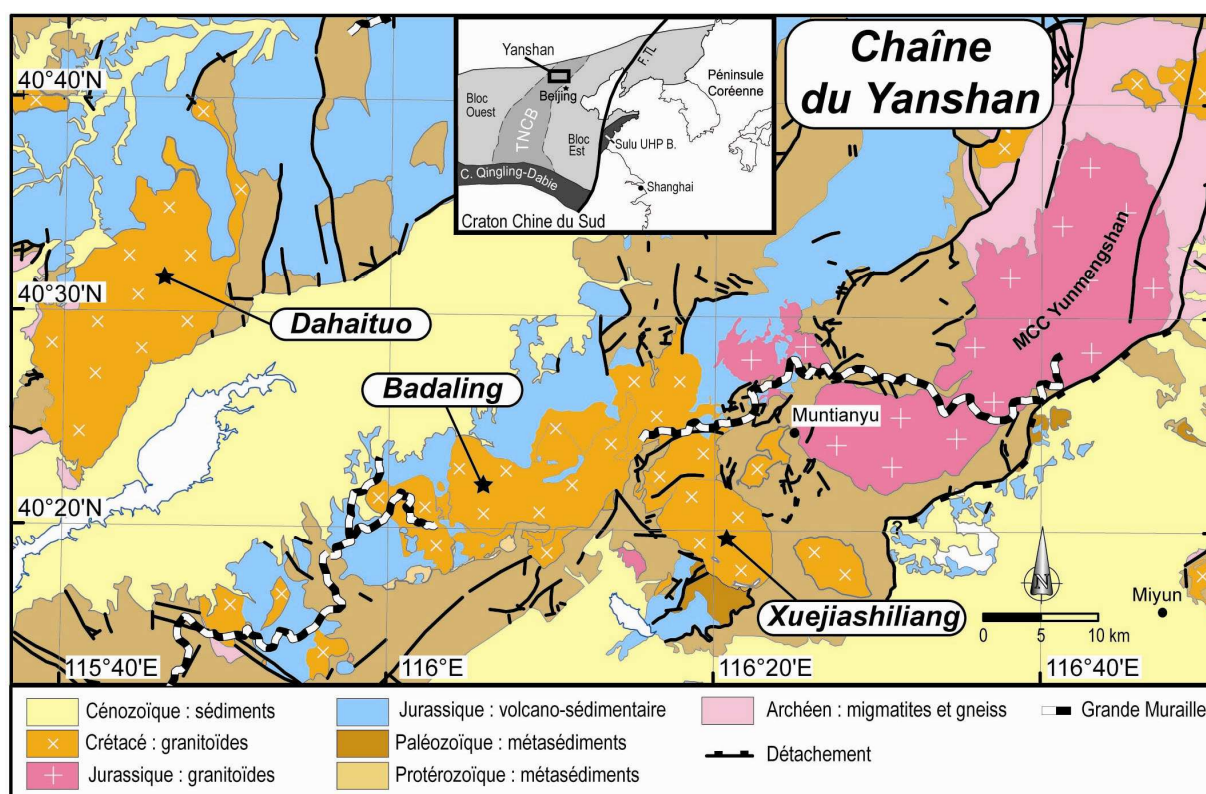 Chaîne
du Yanshan
Yanshan
Beijing
Bloc
Ouest
TNCB
Bloc
Est
F. TL
Péninsule
Coréenne
Sulu UHP B.
Shanghai
C. Qingling-Dabie
Craton Chine du Sud
40°40'N
40°30'N
40°20'N
Dahaituo
Badaling
Xuejiashiliang
MCC Yunmengshan
Muntianyu
?
N
Miyun
0 5 10 km
115°40'E
116°E
116°20'E
116°40'E
Cénozoïque : sédiments
Crétacé : granitoïdes
Jurassique : granitoïdes
Jurassique : volcano-sédimentaire
Paléozoïque : métasédiments
Protérozoïque : métasédiments
Archéen : migmatites et gneiss
Détachement
Grande Muraille